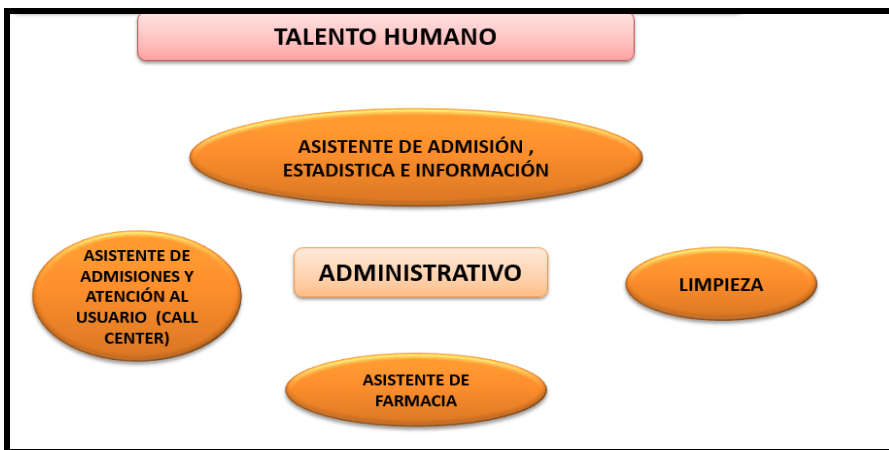 TALENTO HUMANO
ASISTENTE DE ADMISIÓN ,
ESTADISTICA E INFORMACIÓN
ASISTENTE DE
ADMISIONES Y
ATENCIÓN AL
USUARIO (CALL
CENTER)
ADMINISTRATIVO
LIMPIEZA
ASISTENTE DE
FARMACIA